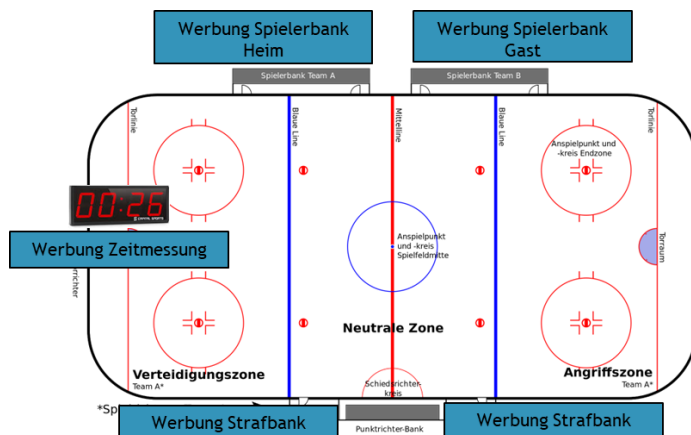 Werbung Spielerbank
Heim
Werbung Spielerbank
Gast
Spielerbank Team A
Spielerbank Team B
Torlinie
Blaue Line
Mittelline
Blaue Line
Torlinie
Anspielpunkt und
-kreis Endzone
00:26
Werbung Zeitmessung
Anspielpunkt
und -kreis
Spielfeldmitte
Torraum
Neutrale Zone
Verteidigungszone
Team A*
Angriffszone
Team A*
Schiedsrichter-
kreis
*Sp
Werbung Strafbank
Werbung Strafbank
Punktrichter-Bank